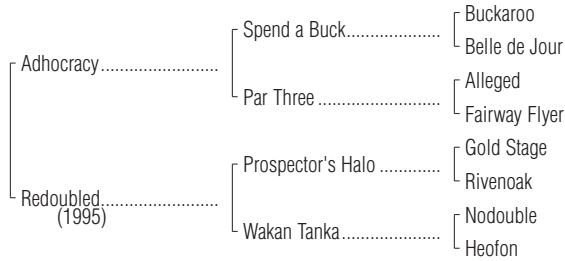 Buckaroo
Spend a Buck....................
Belle de Jour
Adhocracy.........................
Alleged
Par Three..........................
Fairway Flyer
Gold Stage
Prospector's Halo.............
Rivenoak
Redoubled.........................
(1995)
Nodouble
Wakan Tanka.....................
Heofon